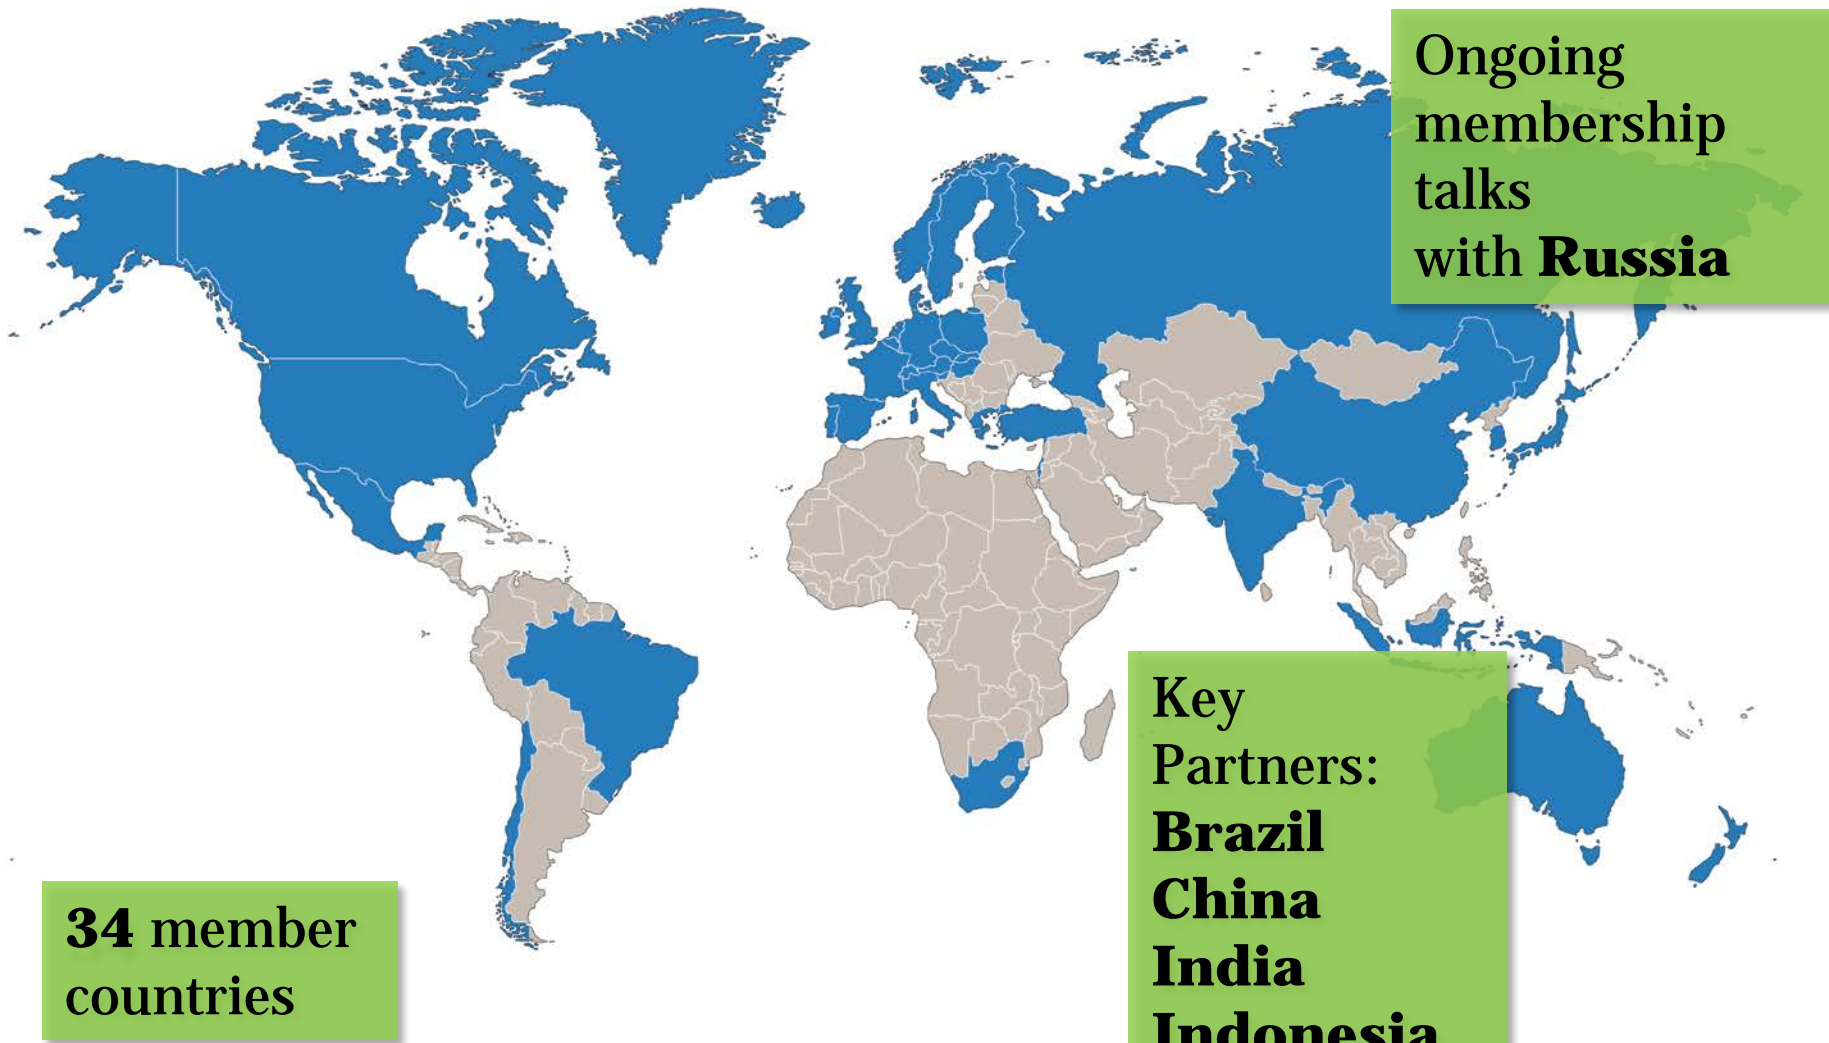 Ongoing
membership
talks
with Russia
Key
Partners:
Brazil
China
India
Indonesia
34 member
countries